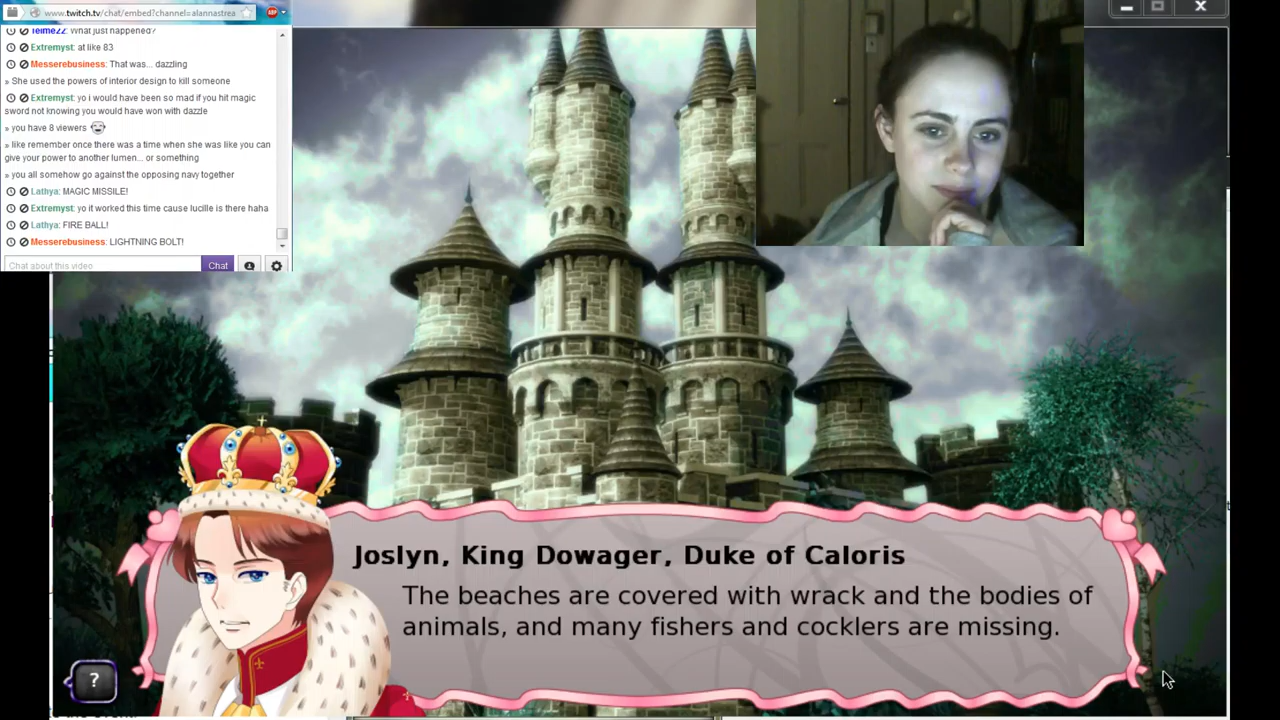 www.twitch.tv/chat/embed?channel=alannastrea
Teime22: What just happened?
Extremyst: at like 83
Messerebusiness: That was... dazzling
» She used the powers of interior design to kill someone
Extremyst: yo i would have been so mad if you hit magic
sword not knowing you would have won with dazzle
» you have 8 viewers
» like remember once there was a time when she was like you can
give your power to another lumen... or something
» you all somehow go against the opposing navy together
Lathya: MAGIC MISSILE!
Extremyst: yo it worked this time cause lucille is there haha
Lathya: FIRE BALL!
Messerebusiness: LIGHTNING BOLT!
Chat about this video
Chat
Joslyn, King Dowager, Duke of Caloris
The beaches are covered with wrack and the bodies of
animals, and many fishers and cocklers are missing.
?